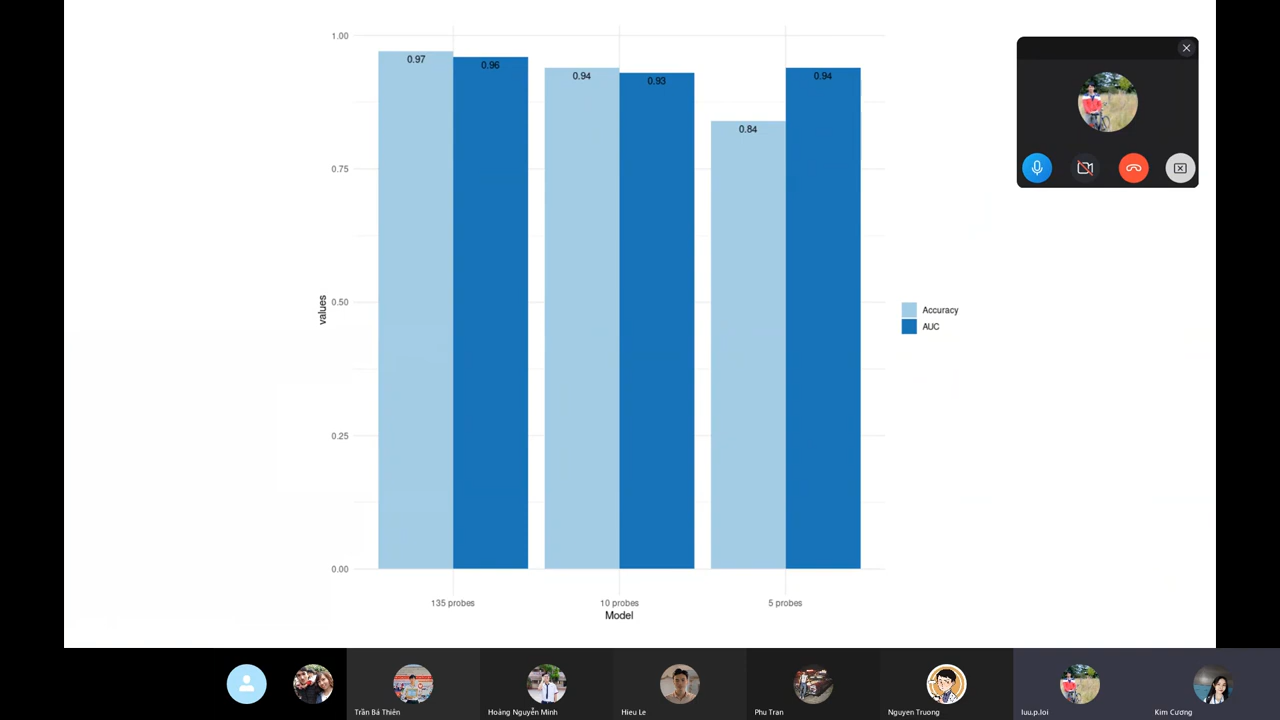 1.00
0.97
0.96
0.94
0.93
0.84
0.94
0.75
values
0.50
Accuracy
AUC
0.25
0.00
135 probes
10 probes
5 probes
Model
Trần Bá Thiên
Hoàng Nguyễn Minh
Hieu Le
Phu Tran
Nguyen Truong
luu.p.loi
Kim Cương